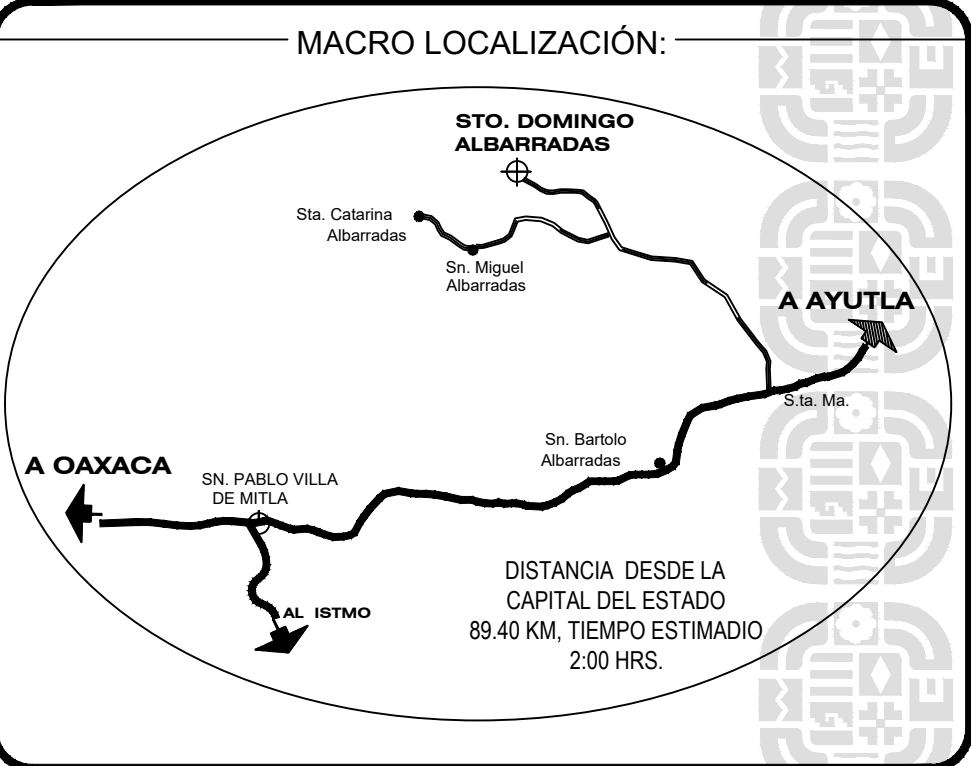 MACRO LOCALIZACIÓN:
STO. DOMINGO
ALBARRADAS
Sta. Catarina
Albarradas
Sn. Miguel
Albarradas
A AYUTLA
S.ta. Ma.
Sn. Bartolo
Albarradas
A OAXACA
SN. PABLO VILLA
DE MITLA
AL ISTMO
DISTANCIA DESDE LA
CAPITAL DEL ESTADO
89.40 KM, TIEMPO ESTIMADIO
2:00 HRS.